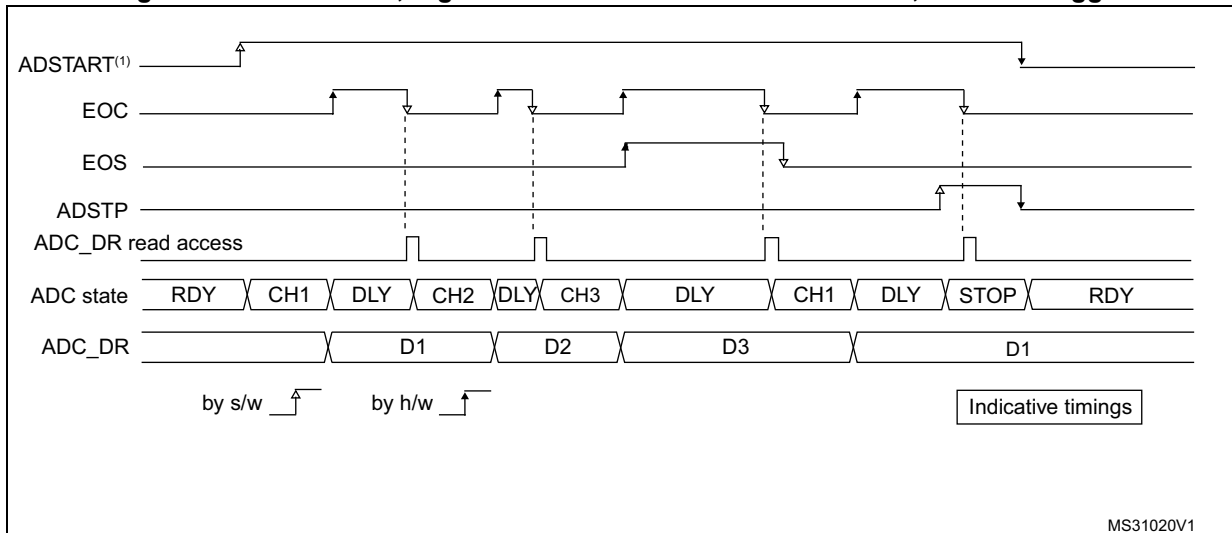 ADSTART(1)
EOC
EOS
ADSTP
ADC_DR read access
ADC state RDY CH1 DLY CH2 DLY CH3 DLY CH1 DLY STOP RDY
ADC_DR D1 D2 D3 D1
by s/w by h/w Indicative timings
MS31020V1